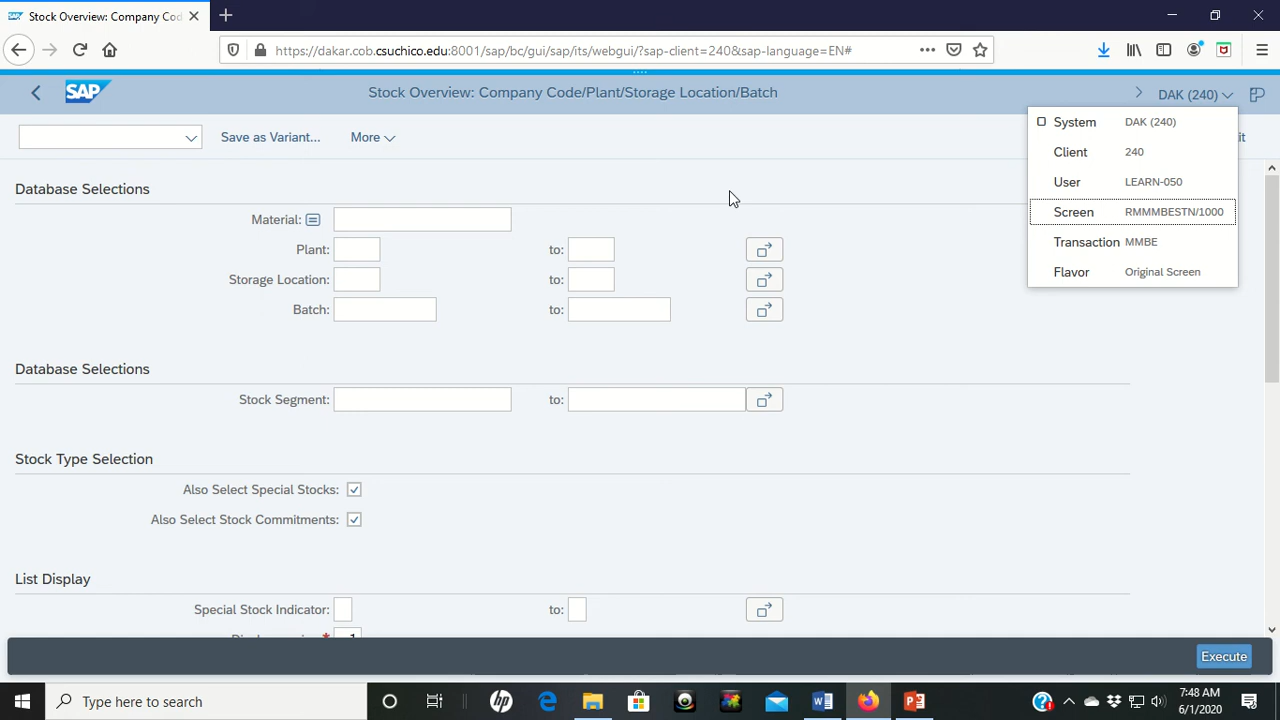 SAP Stock Overview: Company Cod
https://dakar.cob.csuchico.edu:8001/sap/bc/gui/sap/its/webgui/?sap-client=240&sap-language=EN#
SAP
Stock Overview: Company Code/Plant/Storage Location/Batch
DAK (240)
Save as Variant...
More
it
System DAK (240)
Client 240
User LEARN-050
Screen RMMMBESTN/1000
Transaction MMBE
Flavor Original Screen
Database Selections
Material:
Plant: to:
Storage Location: to:
Batch: to:
Database Selections
Stock Segment: to:
Stock Type Selection
Also Select Special Stocks:
Also Select Stock Commitments:
List Display
Special Stock Indicator: to:
Execute
Type here to search
7:48 AM
6/1/2020